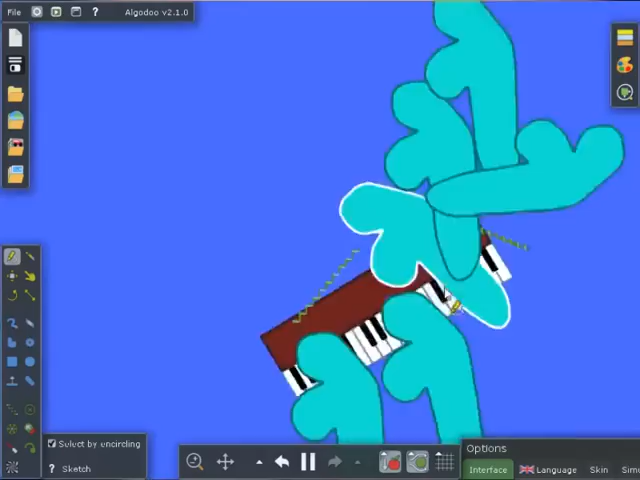 File ? Algodoo v2.1.0
Select by encircling
? Sketch
Options
Interface Language Skin Simu